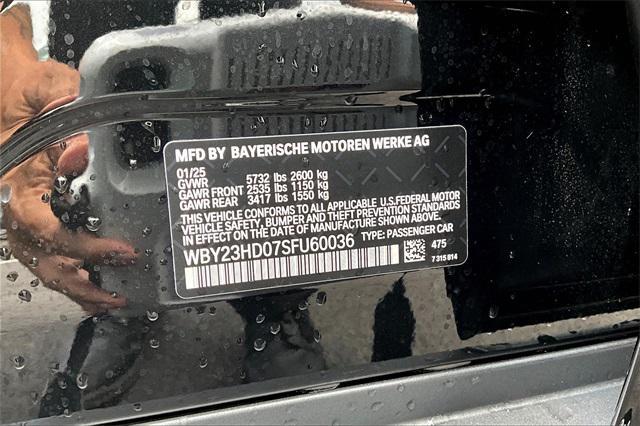 MFD BY BAYERISCHE MOTOREN WERKE AG
01/25
GVWR 5732 lbs 2600 kg
GAWR FRONT 2535 lbs 1150 kg
GAWR REAR 3417 lbs 1550 kg
THIS VEHICLE CONFORMS TO ALL APPLICABLE U.S.FEDERAL MOTOR
VEHICLE SAFETY, BUMPER AND THEFT PREVENTION STANDARDS
IN EFFECT ON THE DATE OF MANUFACTURE SHOWN ABOVE.
WBY23HD07SFU60036 TYPE: PASSENGER CAR
475
7 315 814